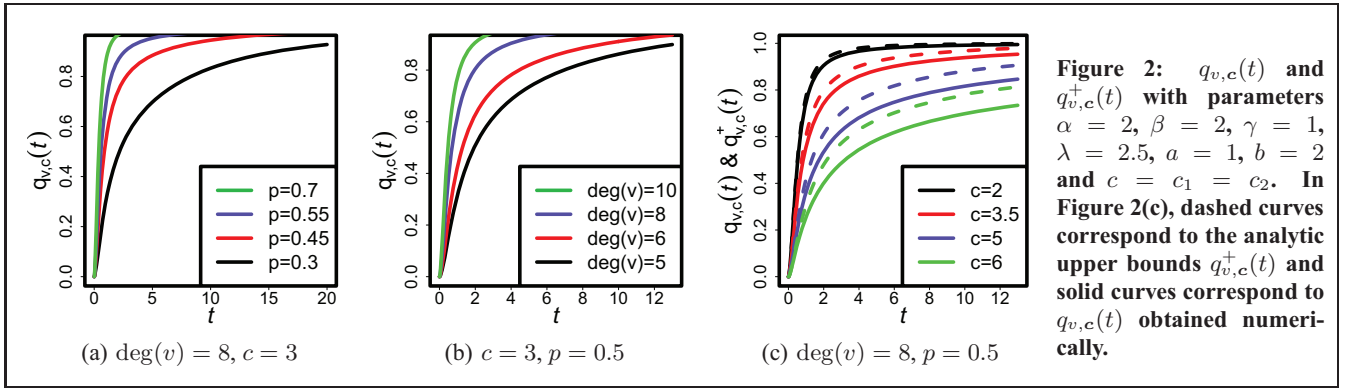 q_{v,c}(t)
0.0 0.2 0.4 0.6 0.8
p=0.7
p=0.55
p=0.45
p=0.3
0 5 10 15 20
t
(a) deg(v) = 8, c = 3
q_{v,c}(t)
0.0 0.2 0.4 0.6 0.8
deg(v)=10
deg(v)=8
deg(v)=6
deg(v)=5
0 2 4 6 8 10 12
t
(b) c = 3, p = 0.5
q_{v,c}(t) & q^+_{v,c}(t)
0.0 0.2 0.4 0.6 0.8 1.0
c=2
c=3.5
c=5
c=6
0 2 4 6 8 10 12
t
(c) deg(v) = 8, p = 0.5
Figure 2: q_{v,c}(t) and
q^+_{v,c}(t) with parameters
α = 2, β = 2, γ = 1,
λ = 2.5, a = 1, b = 2
and c = c₁ = c₂. In
Figure 2(c), dashed curves
correspond to the analytic
upper bounds q^+_{v,c}(t) and
solid curves correspond to
q_{v,c}(t) obtained numeri-
cally.